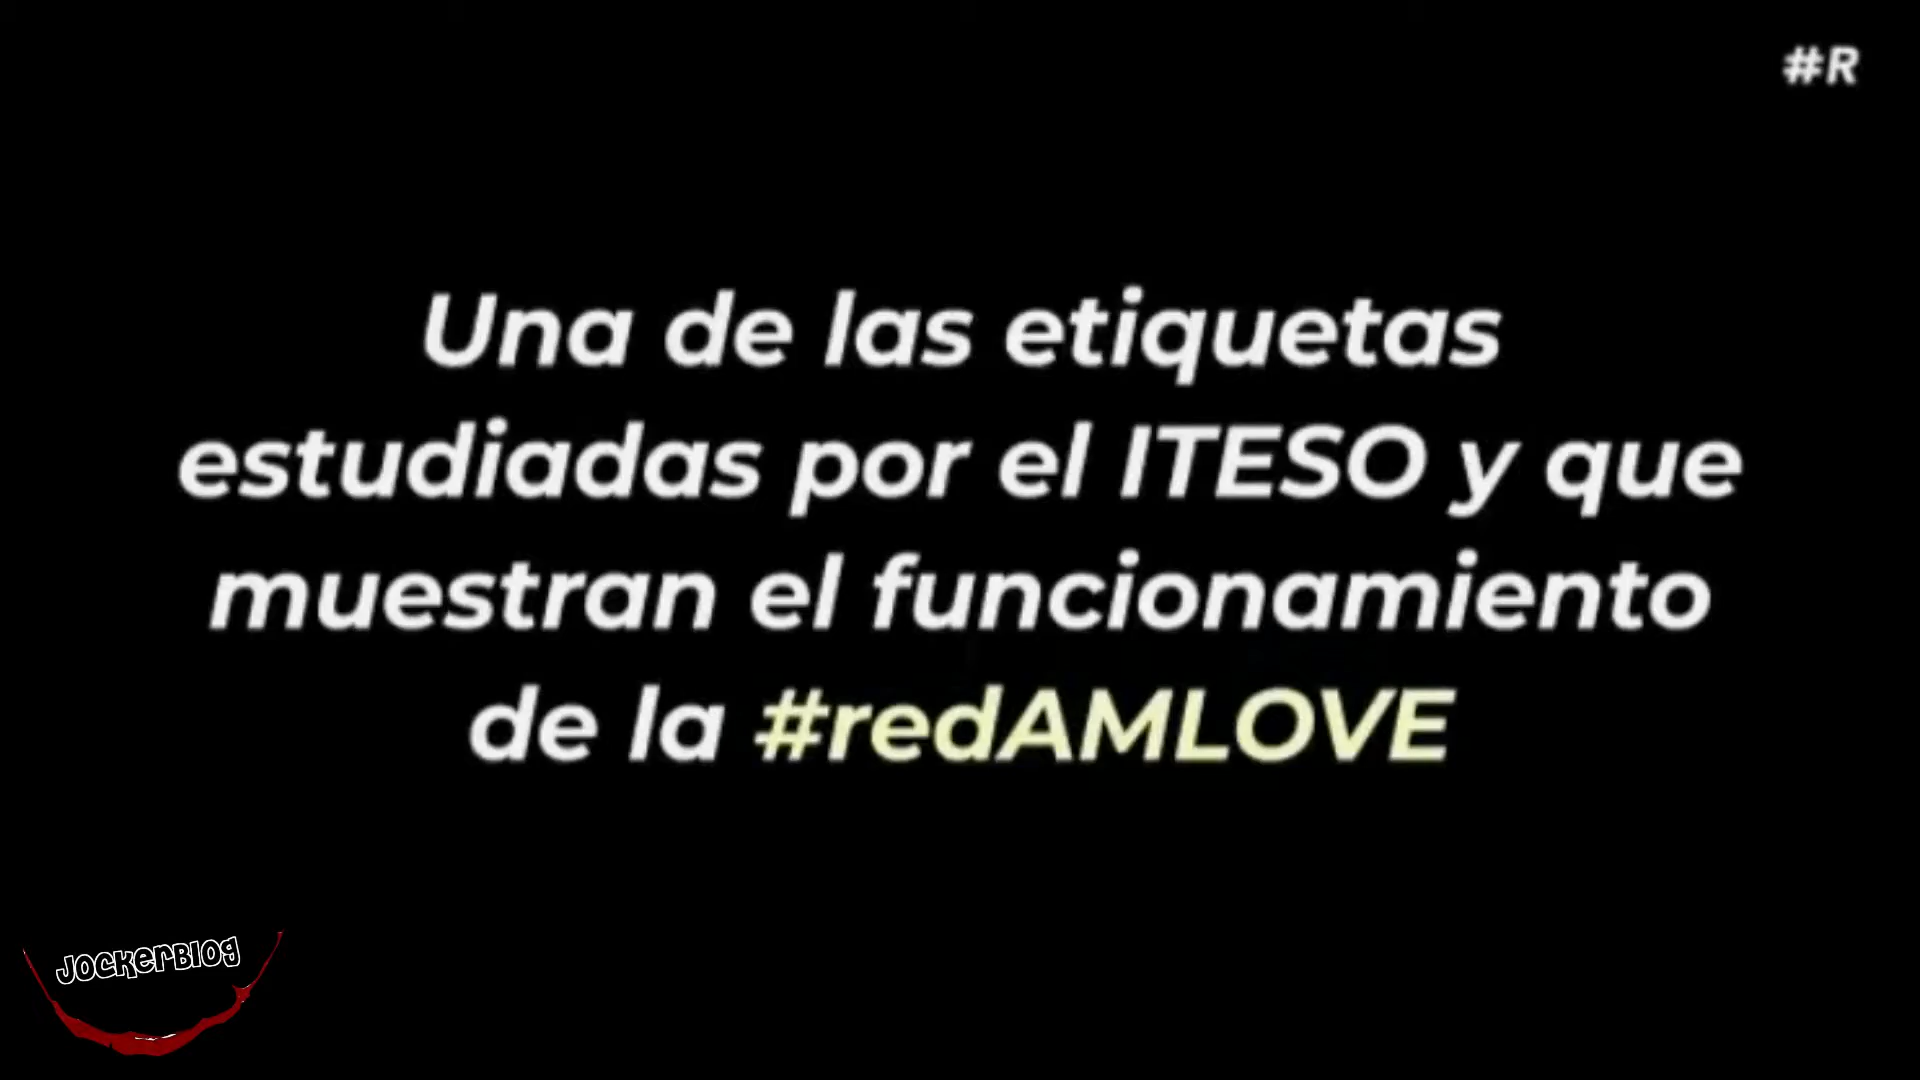 #R
Una de las etiquetas
estudiadas por el ITESO y que
muestran el funcionamiento
de la #redAMLOVE
JOCKERBLOG